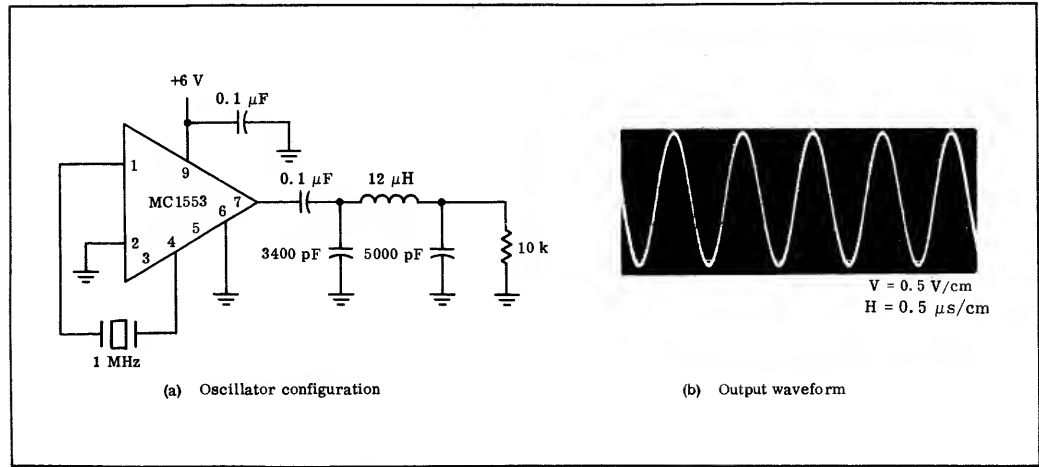 +6 V
0.1 μF
1
9
0.1 μF
12 μH
MC1553
7
6
5
2
4
3
3400 pF
5000 pF
10 k
1 MHz
V = 0.5 V/cm
H = 0.5 μs/cm
(a) Oscillator configuration
(b) Output waveform